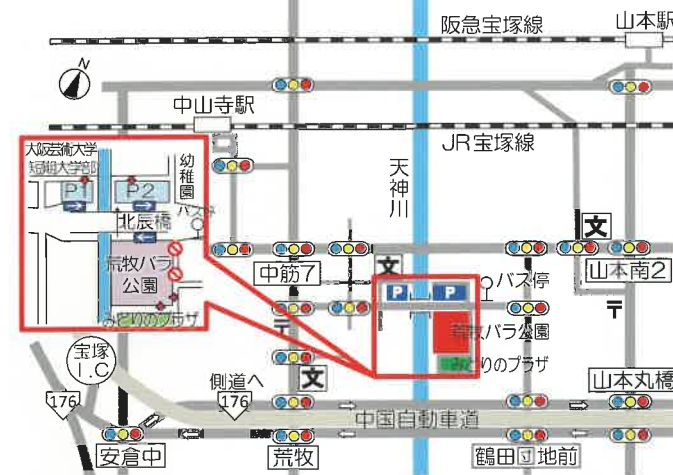 阪急宝塚線
山本駅
N
中山寺駅
JR宝塚線
大阪芸術大学
短期大学部
幼稚園
P1
P2
バス停
北辰橋
荒牧バラ
公園
みどりのプラザ
天神川
文
中筋7
文
山本南2
P
P
バス停
〒
〒
荒牧バラ公園
みどりのプラザ
宝塚
I.C
文
側道へ
176
176
山本丸橋
中国自動車道
安倉中
荒牧
鶴田団地前